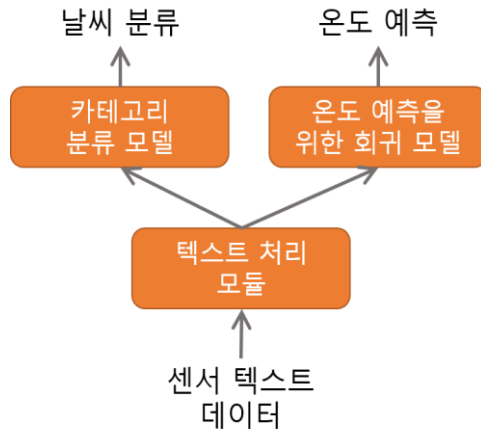 날씨 분류
온도 예측
카테고리
분류 모델
온도 예측을
위한 회귀 모델
텍스트 처리
모듈
센서 텍스트
데이터